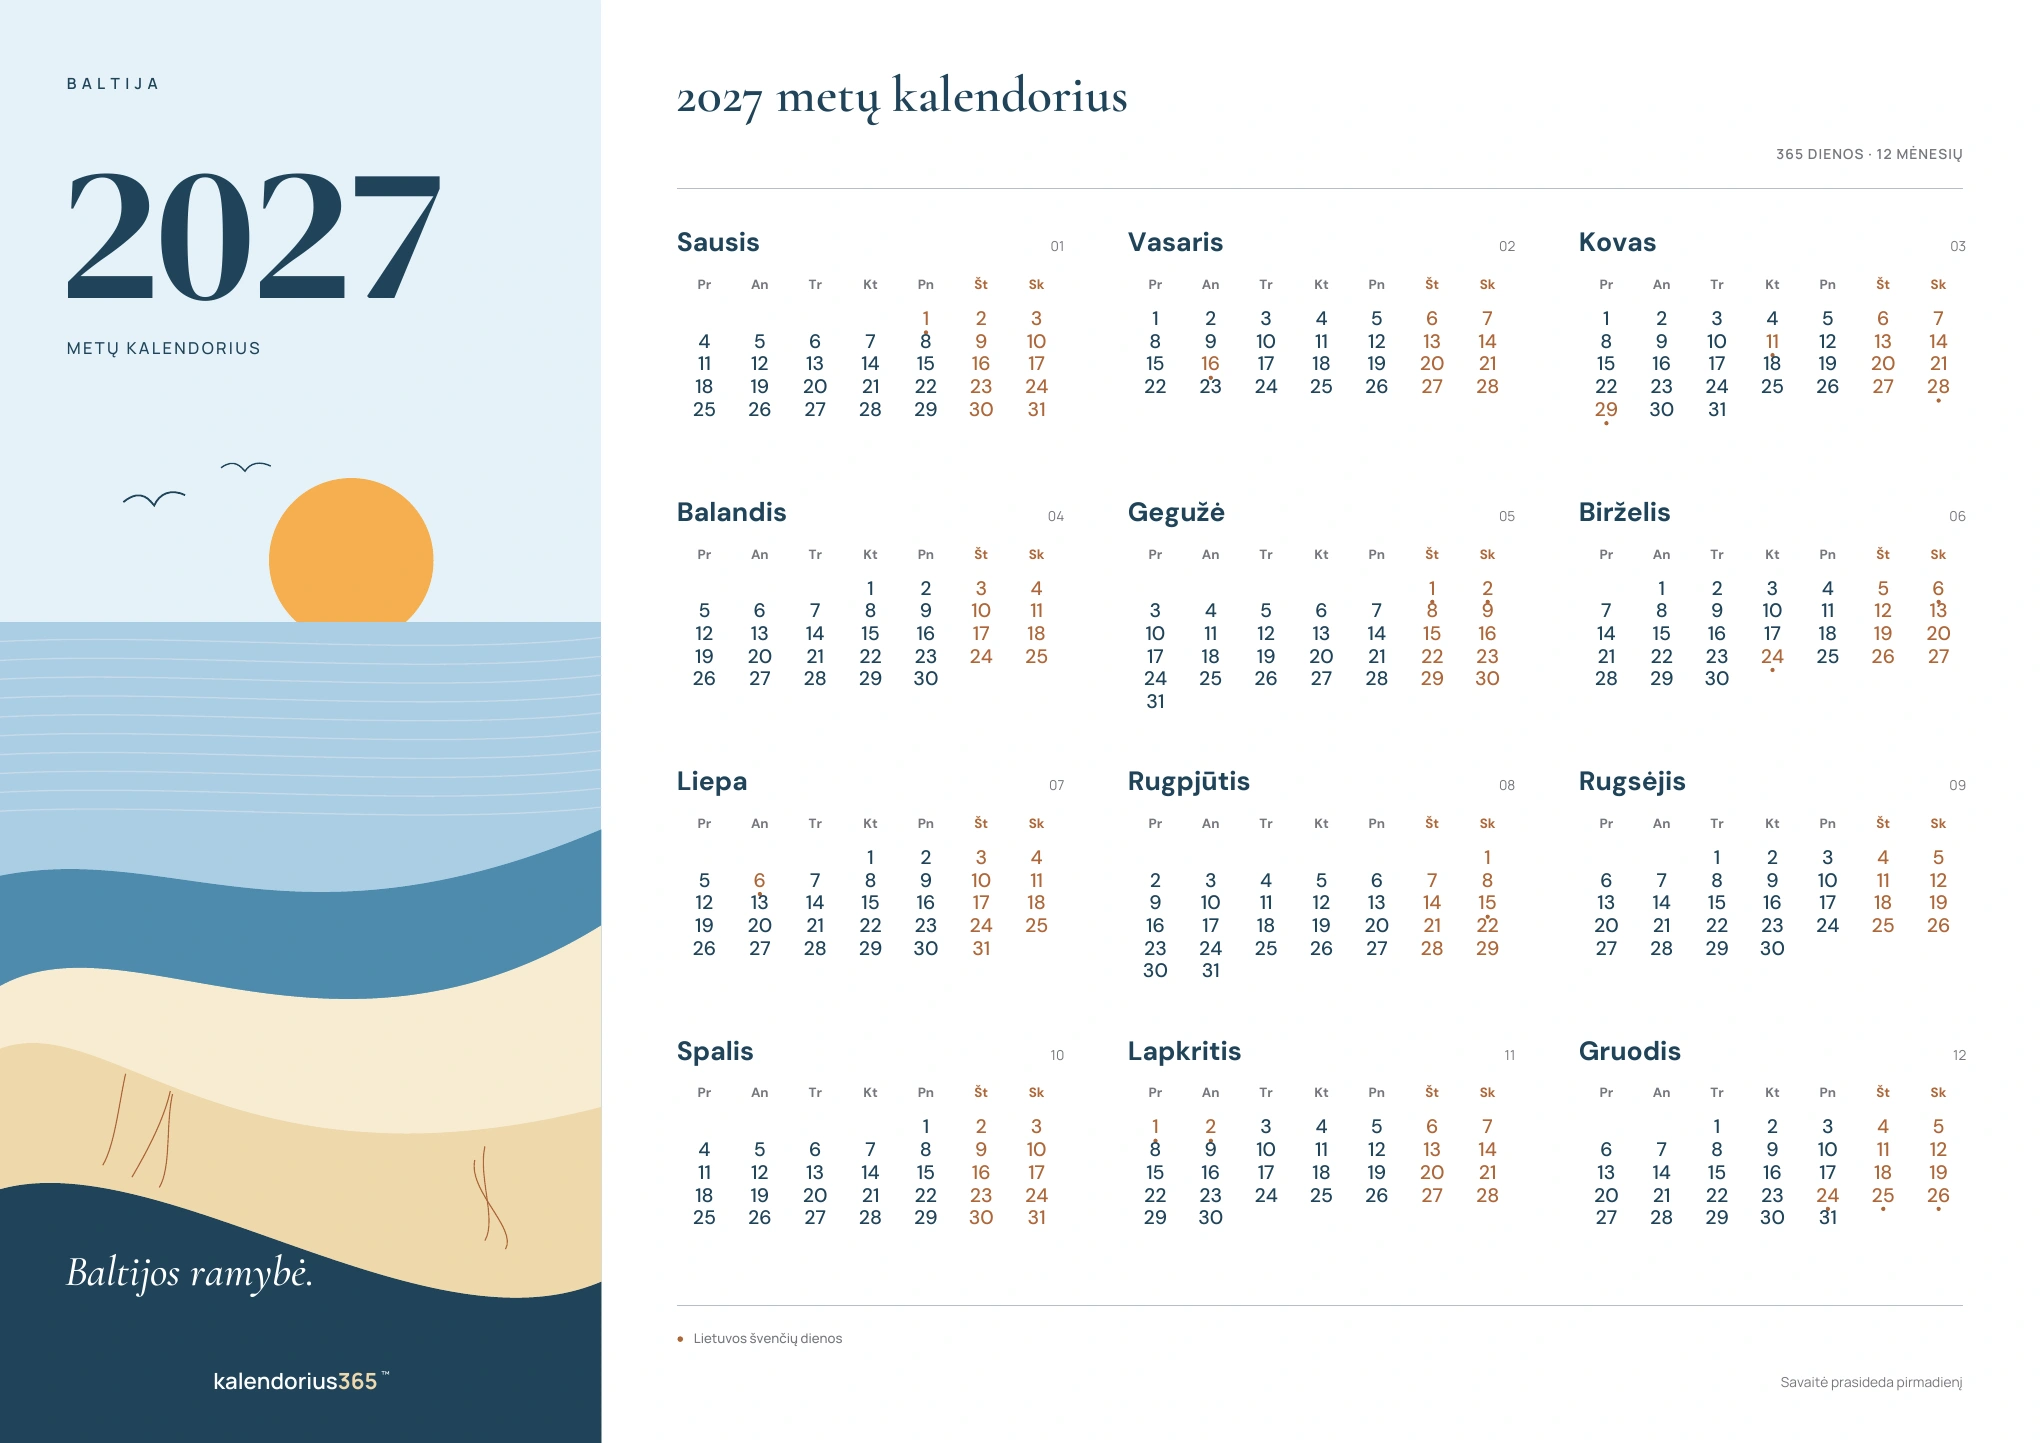 BALTIJA
2027
METŲ KALENDORIUS
Baltijos ramybė.
kalendorius365™
2027 metų kalendorius
365 DIENOS · 12 MĖNESIŲ
Sausis 01
Pr An Tr Kt Pn Št Sk
1 2 3
4 5 6 7 8 9 10
11 12 13 14 15 16 17
18 19 20 21 22 23 24
25 26 27 28 29 30 31
Vasaris 02
Pr An Tr Kt Pn Št Sk
1 2 3 4 5 6 7
8 9 10 11 12 13 14
15 16 17 18 19 20 21
22 23 24 25 26 27 28
Kovas 03
Pr An Tr Kt Pn Št Sk
1 2 3 4 5 6 7
8 9 10 11 12 13 14
15 16 17 18 19 20 21
22 23 24 25 26 27 28
29 30 31
Balandis 04
Pr An Tr Kt Pn Št Sk
1 2 3 4
5 6 7 8 9 10 11
12 13 14 15 16 17 18
19 20 21 22 23 24 25
26 27 28 29 30
Gegužė 05
Pr An Tr Kt Pn Št Sk
1 2
3 4 5 6 7 8 9
10 11 12 13 14 15 16
17 18 19 20 21 22 23
24 25 26 27 28 29 30
31
Birželis 06
Pr An Tr Kt Pn Št Sk
1 2 3 4 5 6
7 8 9 10 11 12 13
14 15 16 17 18 19 20
21 22 23 24 25 26 27
28 29 30
Liepa 07
Pr An Tr Kt Pn Št Sk
1 2 3 4
5 6 7 8 9 10 11
12 13 14 15 16 17 18
19 20 21 22 23 24 25
26 27 28 29 30 31
Rugpjūtis 08
Pr An Tr Kt Pn Št Sk
1
2 3 4 5 6 7 8
9 10 11 12 13 14 15
16 17 18 19 20 21 22
23 24 25 26 27 28 29
30 31
Rugsėjis 09
Pr An Tr Kt Pn Št Sk
1 2 3 4 5
6 7 8 9 10 11 12
13 14 15 16 17 18 19
20 21 22 23 24 25 26
27 28 29 30
Spalis 10
Pr An Tr Kt Pn Št Sk
1 2 3
4 5 6 7 8 9 10
11 12 13 14 15 16 17
18 19 20 21 22 23 24
25 26 27 28 29 30 31
Lapkritis 11
Pr An Tr Kt Pn Št Sk
1 2 3 4 5 6 7
8 9 10 11 12 13 14
15 16 17 18 19 20 21
22 23 24 25 26 27 28
29 30
Gruodis 12
Pr An Tr Kt Pn Št Sk
1 2 3 4 5
6 7 8 9 10 11 12
13 14 15 16 17 18 19
20 21 22 23 24 25 26
27 28 29 30 31
• Lietuvos švenčių dienos
Savaitė prasideda pirmadienį